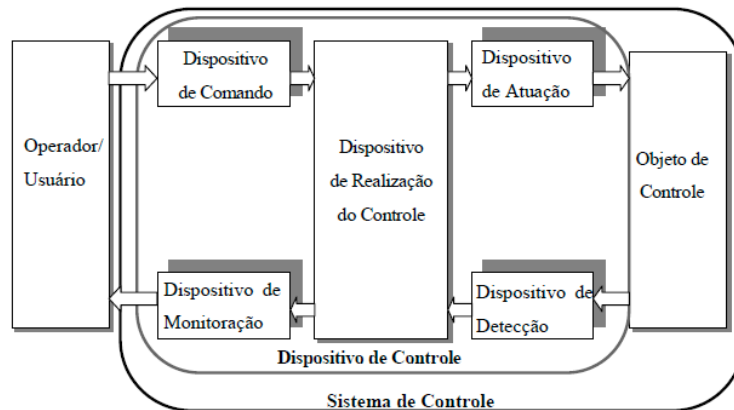 Operador/
Usuário
Dispositivo
de Comando
Dispositivo
de Realização
do Controle
Dispositivo
de Atuação
Objeto de
Controle
Dispositivo de
Monitoração
Dispositivo de
Detecção
Dispositivo de Controle
Sistema de Controle